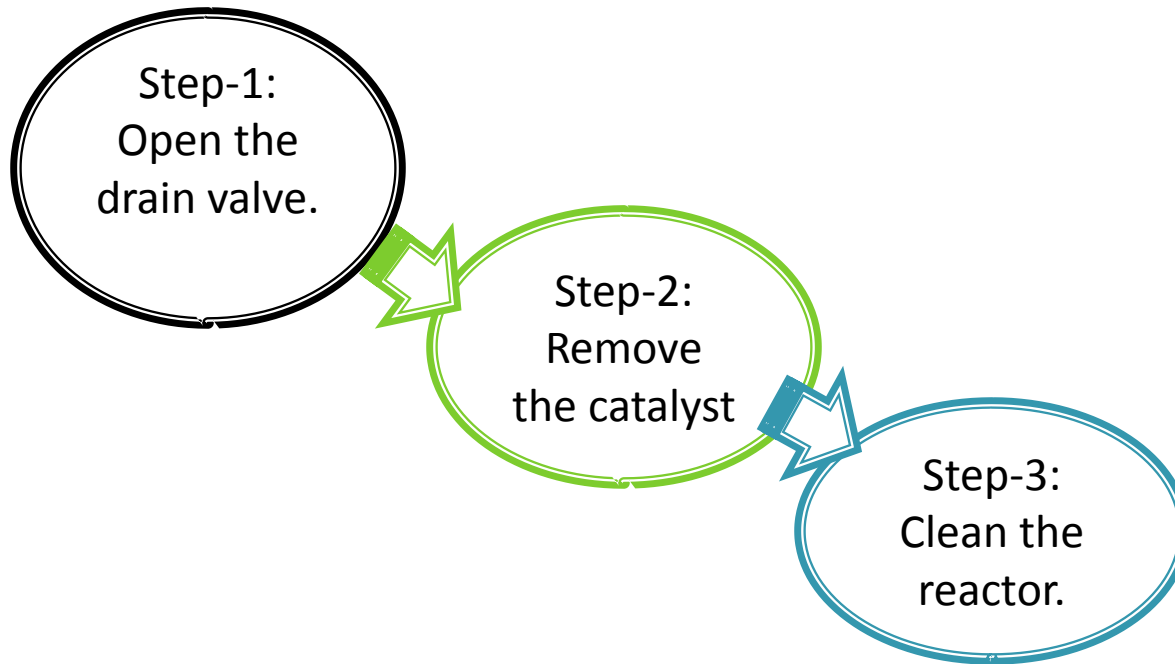 Step-1:
Open the
drain valve.
Step-2:
Remove
the catalyst
Step-3:
Clean the
reactor.